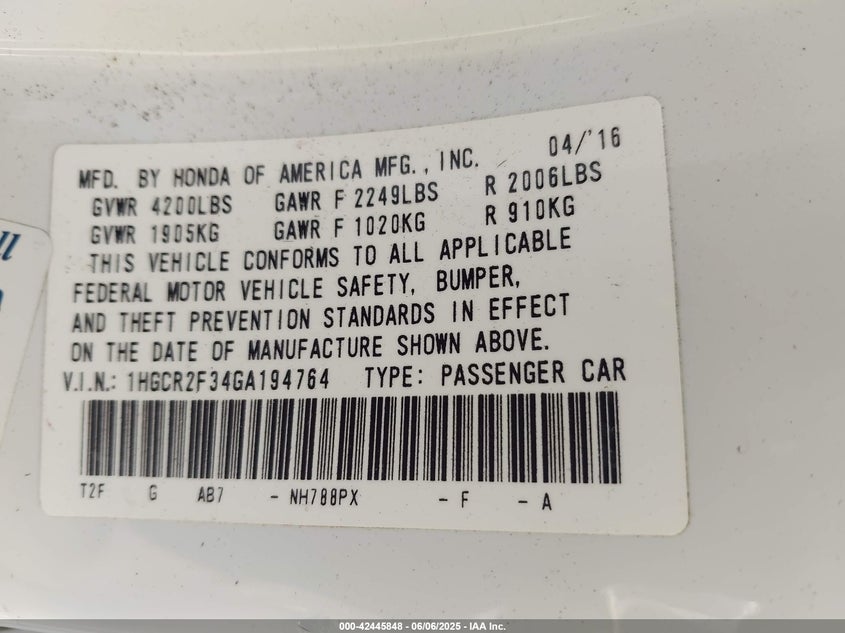 MFD. BY HONDA OF AMERICA MFG., INC. 04/'16
GVWR 4200LBS GAWR F 2249LBS R 2006LBS
GVWR 1905KG GAWR F 1020KG R 910KG
THIS VEHICLE CONFORMS TO ALL APPLICABLE
FEDERAL MOTOR VEHICLE SAFETY, BUMPER,
AND THEFT PREVENTION STANDARDS IN EFFECT
ON THE DATE OF MANUFACTURE SHOWN ABOVE.
V.I.N.: 1HGCR2F34GA194764 TYPE: PASSENGER CAR
T2F G AB7 - NH788PX - F - A
000-42445848 - 06/06/2025 - IAA Inc.